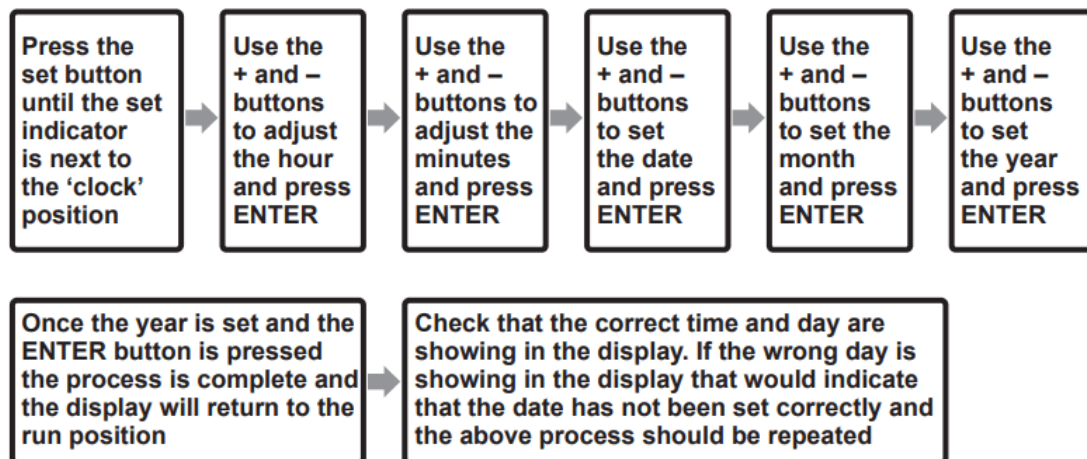 Press the
set button
until the set
indicator
is next to
the ‘clock’
position
Use the
+ and –
buttons
to adjust
the hour
and press
ENTER
Use the
+ and –
buttons to
adjust the
minutes
and press
ENTER
Use the
+ and –
buttons
to set
the date
and press
ENTER
Use the
+ and –
buttons
to set the
month
and press
ENTER
Use the
+ and –
buttons
to set
the year
and press
ENTER
Once the year is set and the
ENTER button is pressed
the process is complete and
the display will return to the
run position
Check that the correct time and day are
showing in the display. If the wrong day is
showing in the display that would indicate
that the date has not been set correctly and
the above process should be repeated